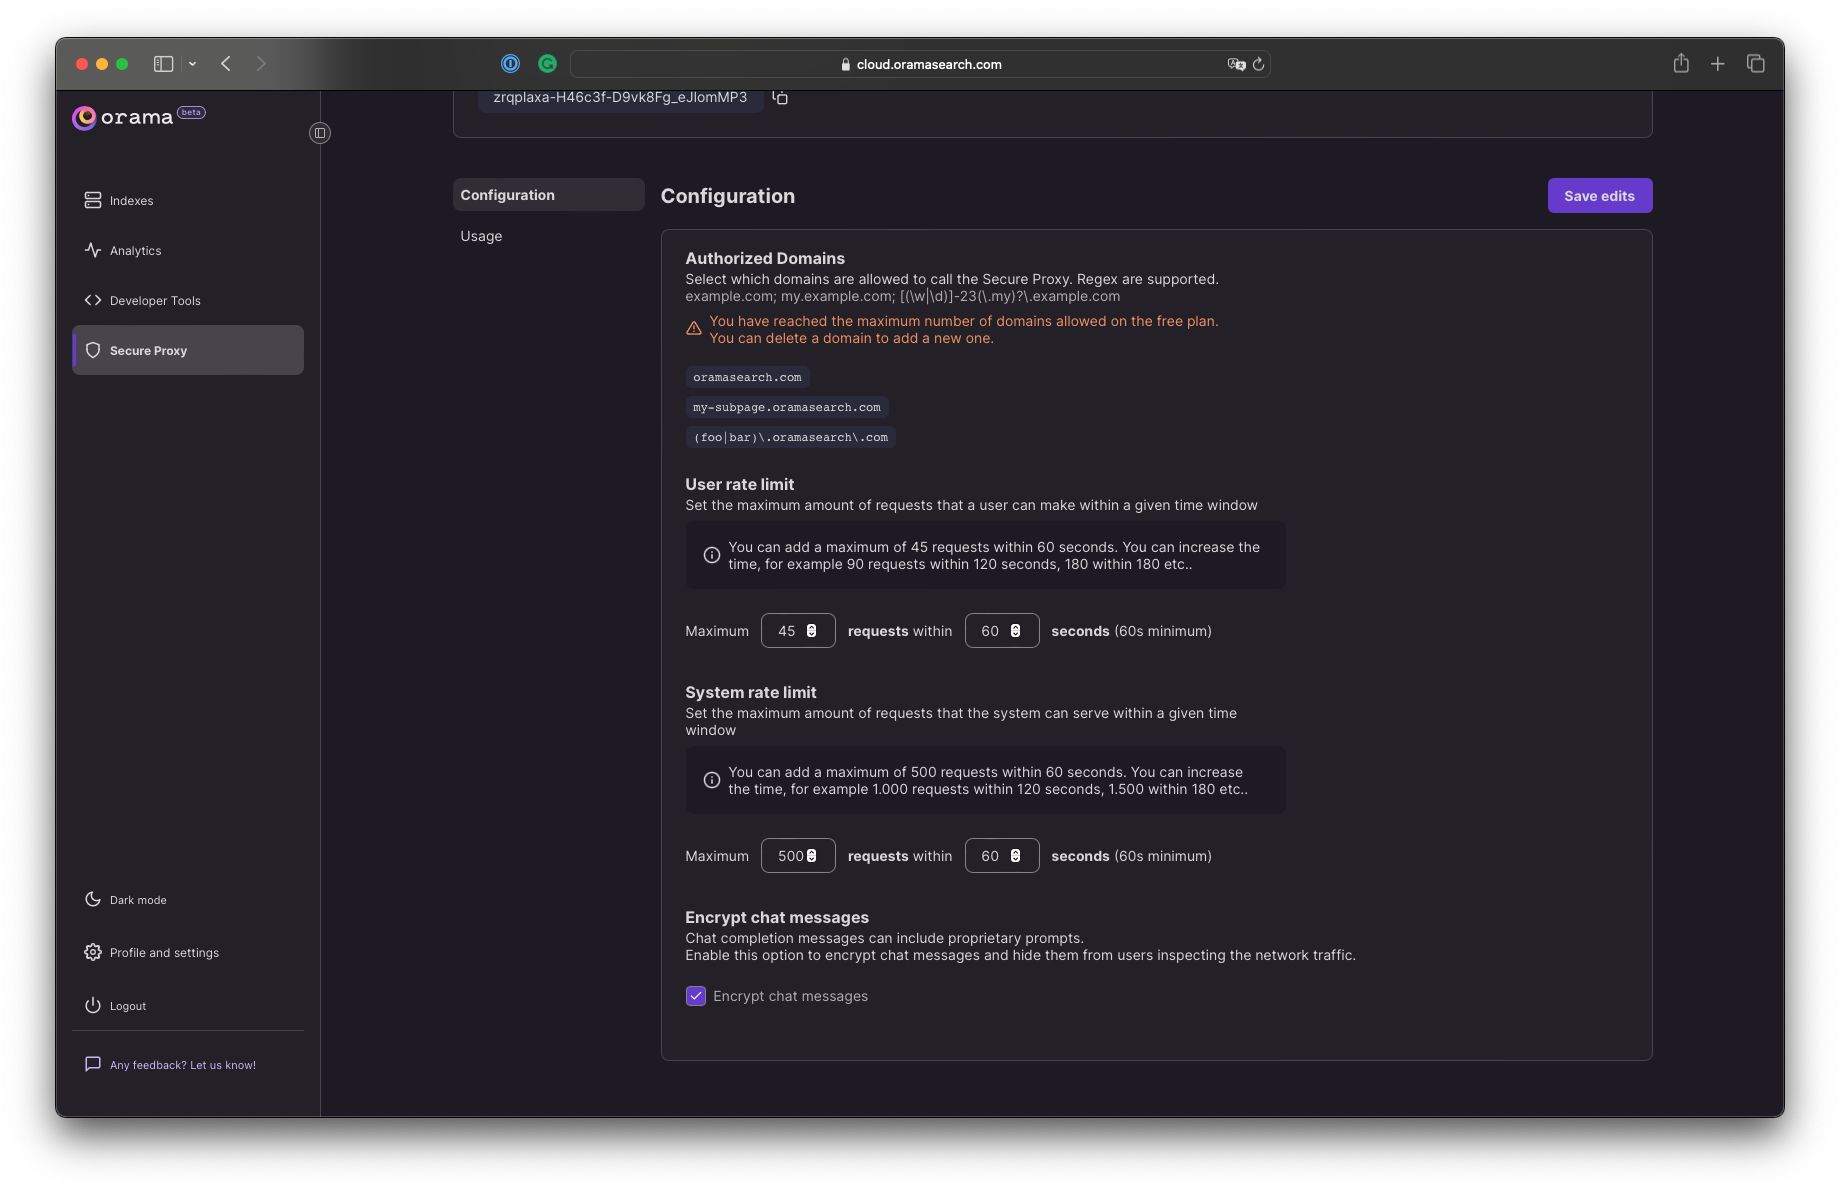 cloud.oramasearch.com
orama beta
zrqplaxa-H46c3f-D9vk8Fg_eJlomMP3
Indexes
Analytics
Developer Tools
Secure Proxy
Dark mode
Profile and settings
Logout
Any feedback? Let us know!
Configuration
Usage
Configuration
Save edits
Authorized Domains
Select which domains are allowed to call the Secure Proxy. Regex are supported.
example.com; my.example.com; [(\w|\d)]-23(\.my)?\.example.com
You have reached the maximum number of domains allowed on the free plan.
You can delete a domain to add a new one.
oramasearch.com
my-subpage.oramasearch.com
(foo|bar)\.oramasearch\.com
User rate limit
Set the maximum amount of requests that a user can make within a given time window
You can add a maximum of 45 requests within 60 seconds. You can increase the
time, for example 90 requests within 120 seconds, 180 within 180 etc..
Maximum 45 requests within 60 seconds (60s minimum)
System rate limit
Set the maximum amount of requests that the system can serve within a given time
window
You can add a maximum of 500 requests within 60 seconds. You can increase
the time, for example 1.000 requests within 120 seconds, 1.500 within 180 etc..
Maximum 500 requests within 60 seconds (60s minimum)
Encrypt chat messages
Chat completion messages can include proprietary prompts.
Enable this option to encrypt chat messages and hide them from users inspecting the network traffic.
Encrypt chat messages